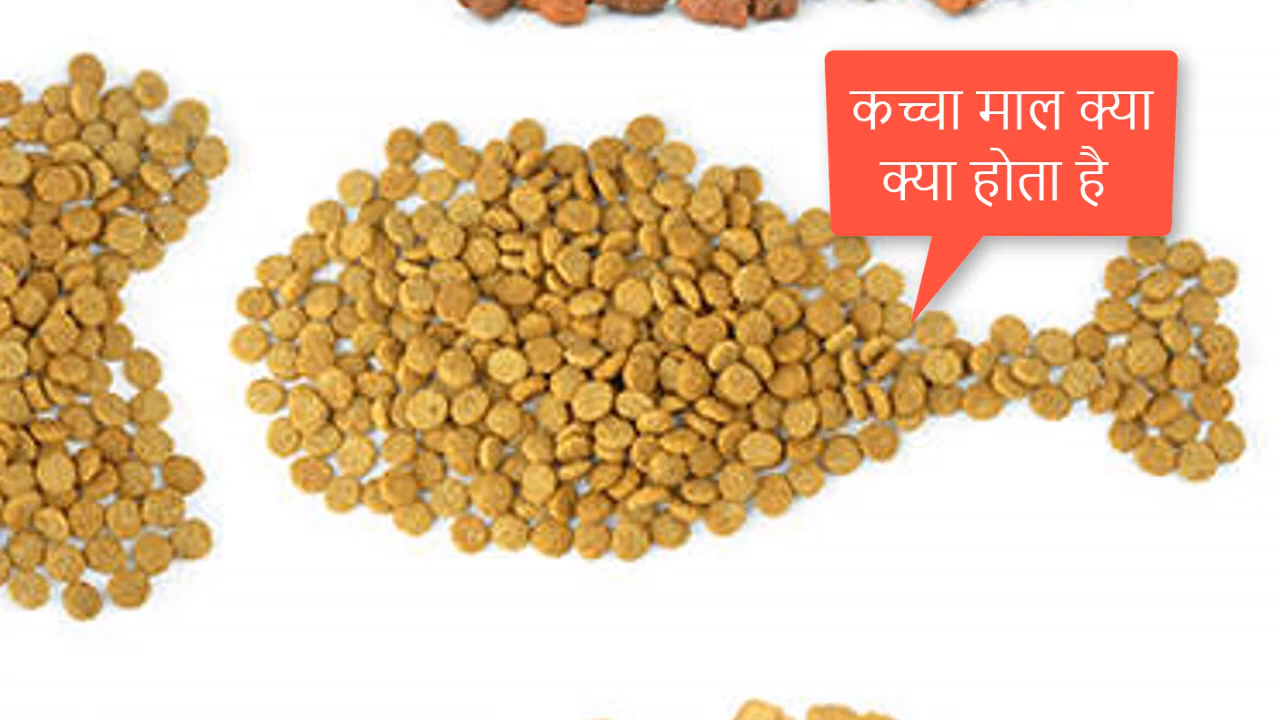 कच्चा माल क्या
क्या होता है